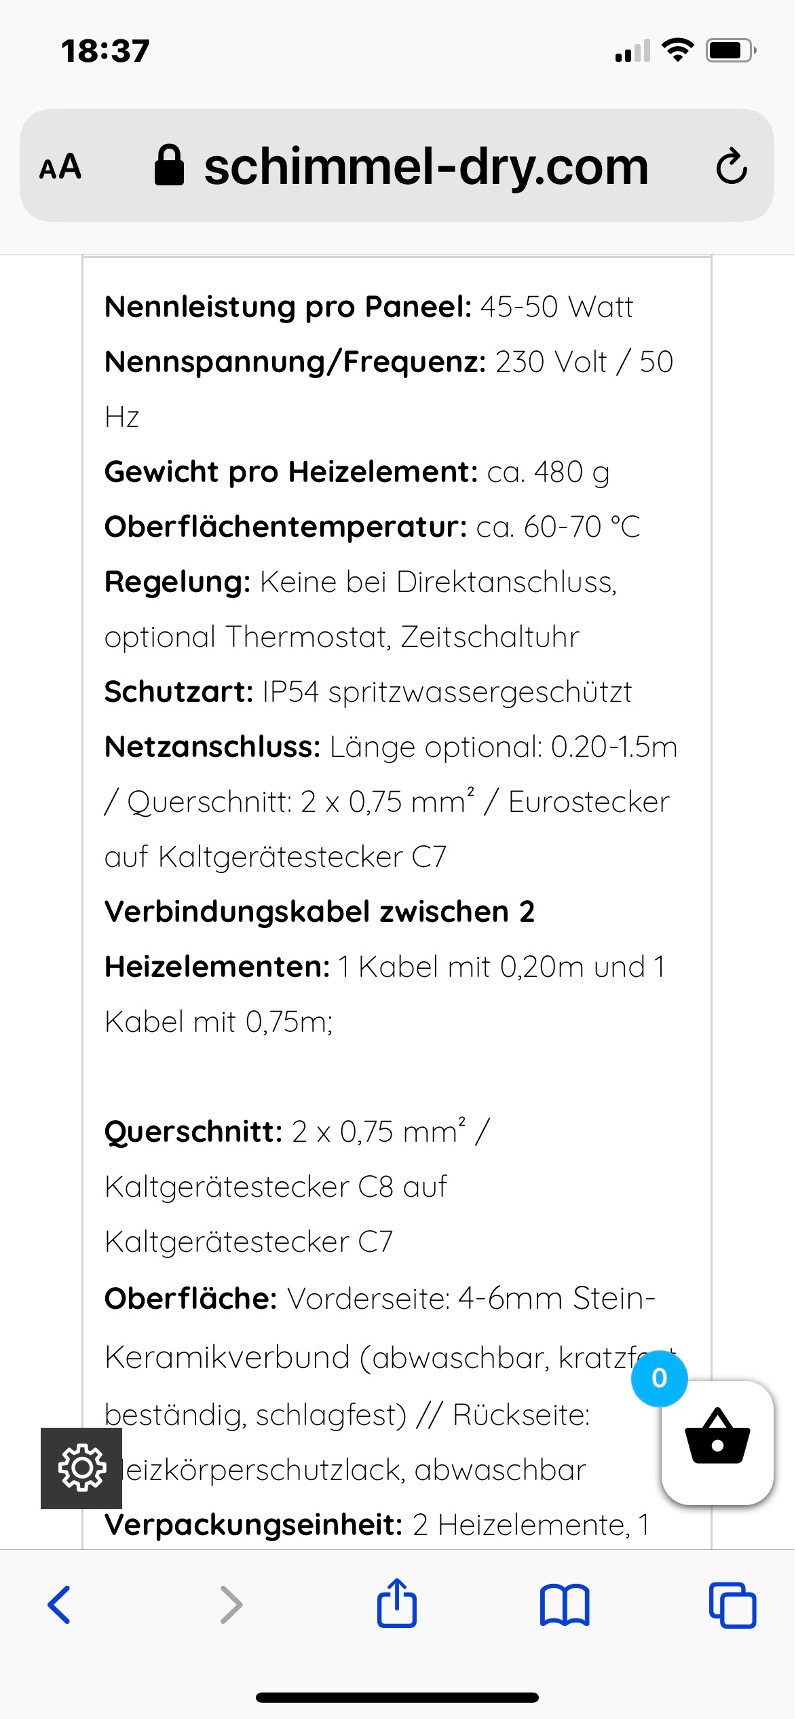 18:37
AA schimmel-dry.com
Nennleistung pro Paneel: 45-50 Watt
Nennspannung/Frequenz: 230 Volt / 50
Hz
Gewicht pro Heizelement: ca. 480 g
Oberflächentemperatur: ca. 60-70 °C
Regelung: Keine bei Direktanschluss,
optional Thermostat, Zeitschaltuhr
Schutzart: IP54 spritzwassergeschützt
Netzanschluss: Länge optional: 0.20-1.5m
/ Querschnitt: 2 x 0,75 mm² / Eurostecker
auf Kaltgerätestecker C7
Verbindungskabel zwischen 2
Heizelementen: 1 Kabel mit 0,20m und 1
Kabel mit 0,75m;
Querschnitt: 2 x 0,75 mm² /
Kaltgerätestecker C8 auf
Kaltgerätestecker C7
Oberfläche: Vorderseite: 4-6mm Stein-
Keramikverbund (abwaschbar,
0
beständig, schlagfest) // Rückseite:
abwaschbar
Verpackungseinheit: 2 Heizelemente, 1